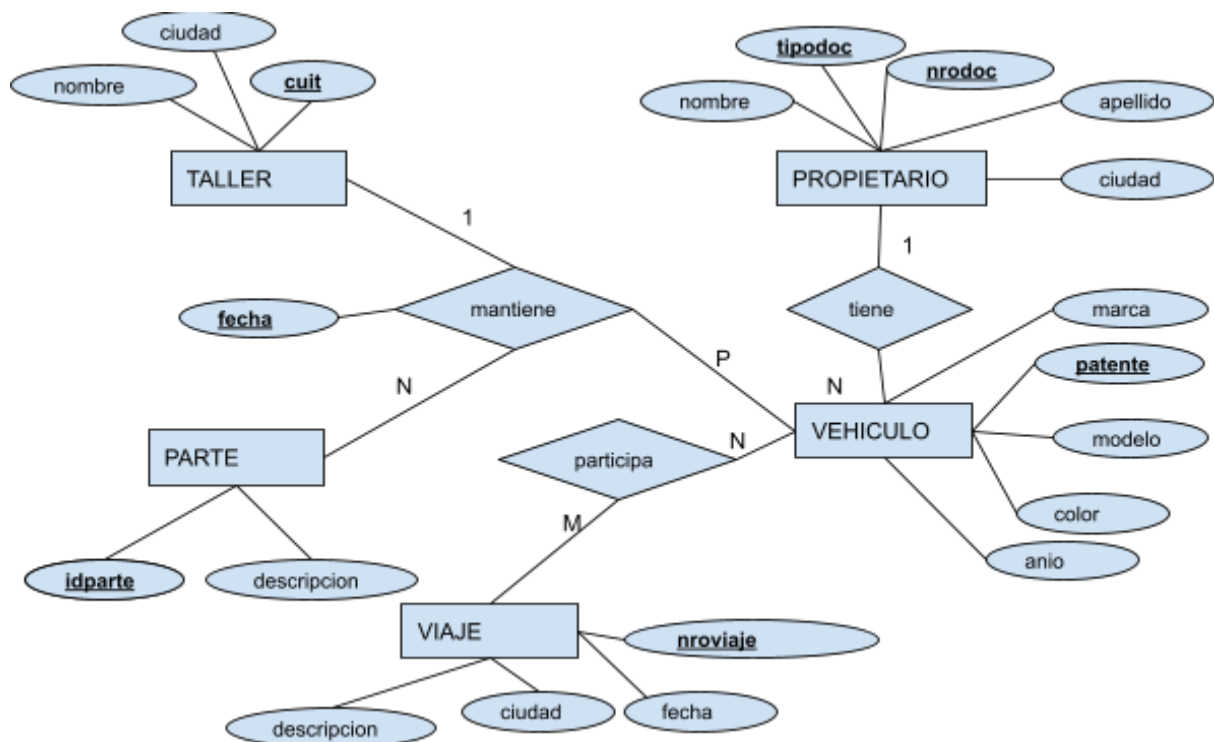 ciudad
nombre
cuit
TALLER
tipodoc
nrodoc
nombre
apellido
PROPIETARIO
ciudad
1
1
fecha
mantiene
tiene
marca
P
patente
N
N
VEHICULO
modelo
PARTE
participa
N
color
M
anio
idparte
descripcion
VIAJE
nroviaje
descripcion
ciudad
fecha